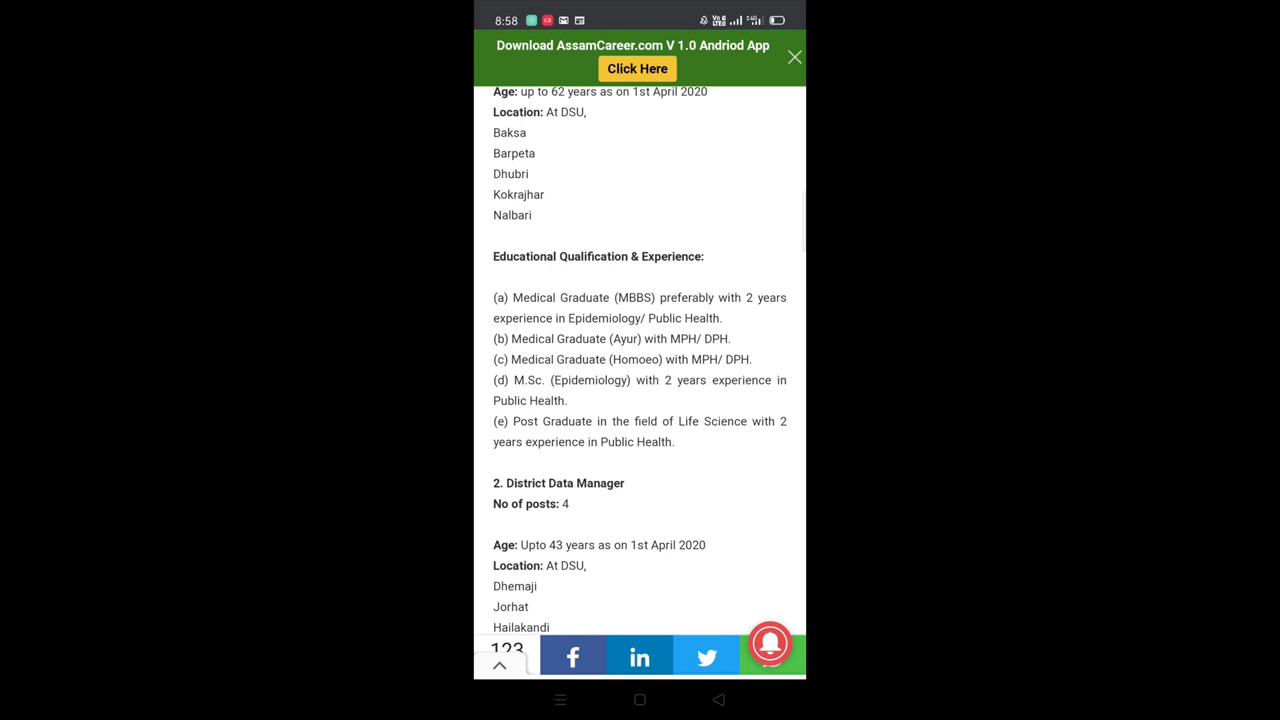 8:58
Download AssamCareer.com V 1.0 Andriod App
Click Here
Age: up to 62 years as on 1st April 2020
Location: At DSU,
Baksa
Barpeta
Dhubri
Kokrajhar
Nalbari
Educational Qualification & Experience:
(a) Medical Graduate (MBBS) preferably with 2 years
experience in Epidemiology/ Public Health.
(b) Medical Graduate (Ayur) with MPH/ DPH.
(c) Medical Graduate (Homoeo) with MPH/ DPH.
(d) M.Sc. (Epidemiology) with 2 years experience in
Public Health.
(e) Post Graduate in the field of Life Science with 2
years experience in Public Health.
2. District Data Manager
No of posts: 4
Age: Upto 43 years as on 1st April 2020
Location: At DSU,
Dhemaji
Jorhat
Hailakandi
123